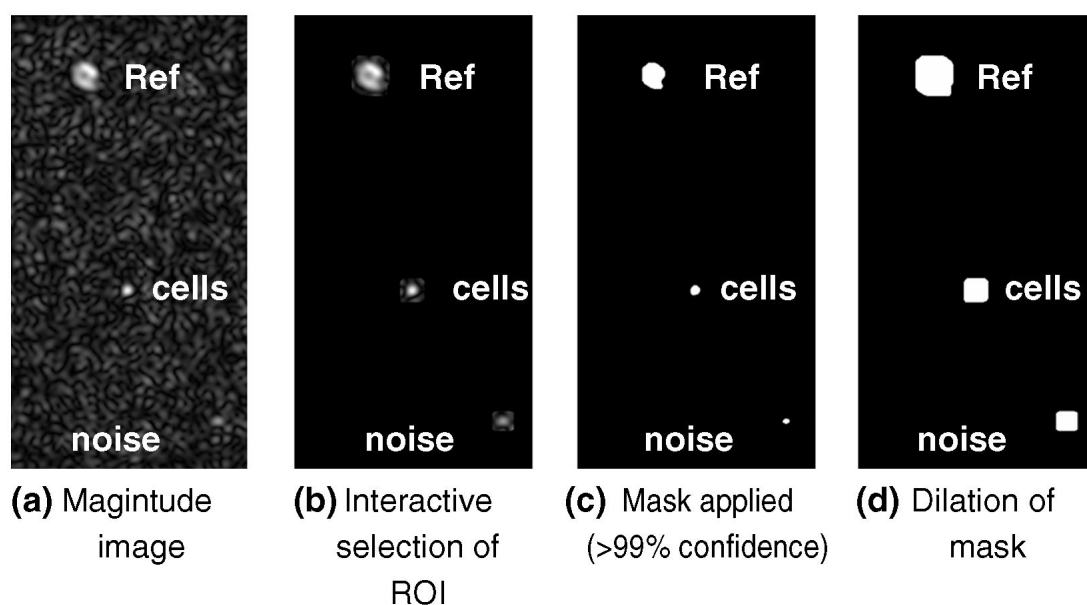 Ref
cells
noise
(a) Magintude
image
Ref
cells
noise
(b) Interactive
selection of
ROI
Ref
cells
noise
(c) Mask applied
(>99% confidence)
Ref
cells
noise
(d) Dilation of
mask